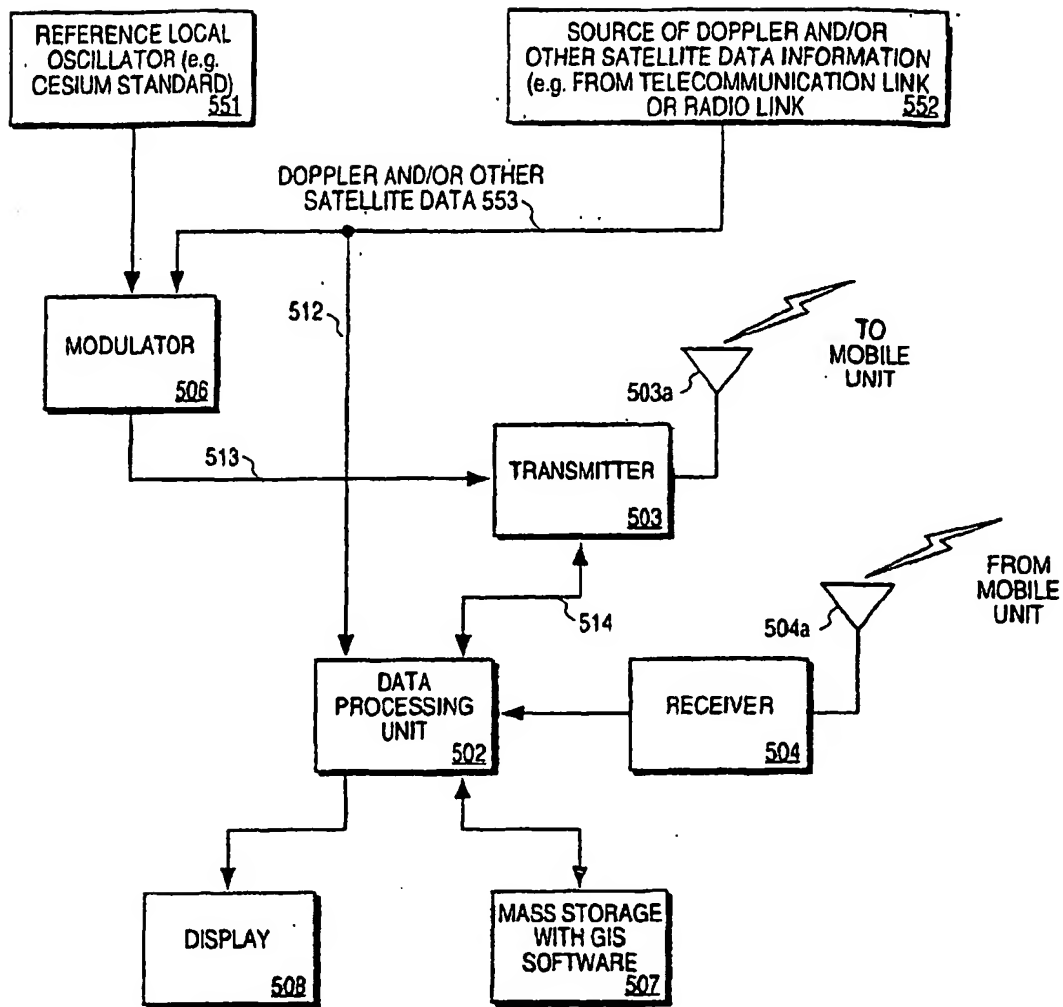 REFERENCE LOCAL
OSCILLATOR (e.g.
CESIUM STANDARD)
551
SOURCE OF DOPPLER AND/OR
OTHER SATELLITE DATA INFORMATION
(e.g. FROM TELECOMMUNICATION LINK
OR RADIO LINK
552
DOPPLER AND/OR OTHER
SATELLITE DATA 553
512
MODULATOR
506
TO
MOBILE
UNIT
503a
513
TRANSMITTER
503
FROM
MOBILE
UNIT
504a
514
DATA
PROCESSING
UNIT
502
RECEIVER
504
DISPLAY
508
MASS STORAGE
WITH GIS
SOFTWARE
507